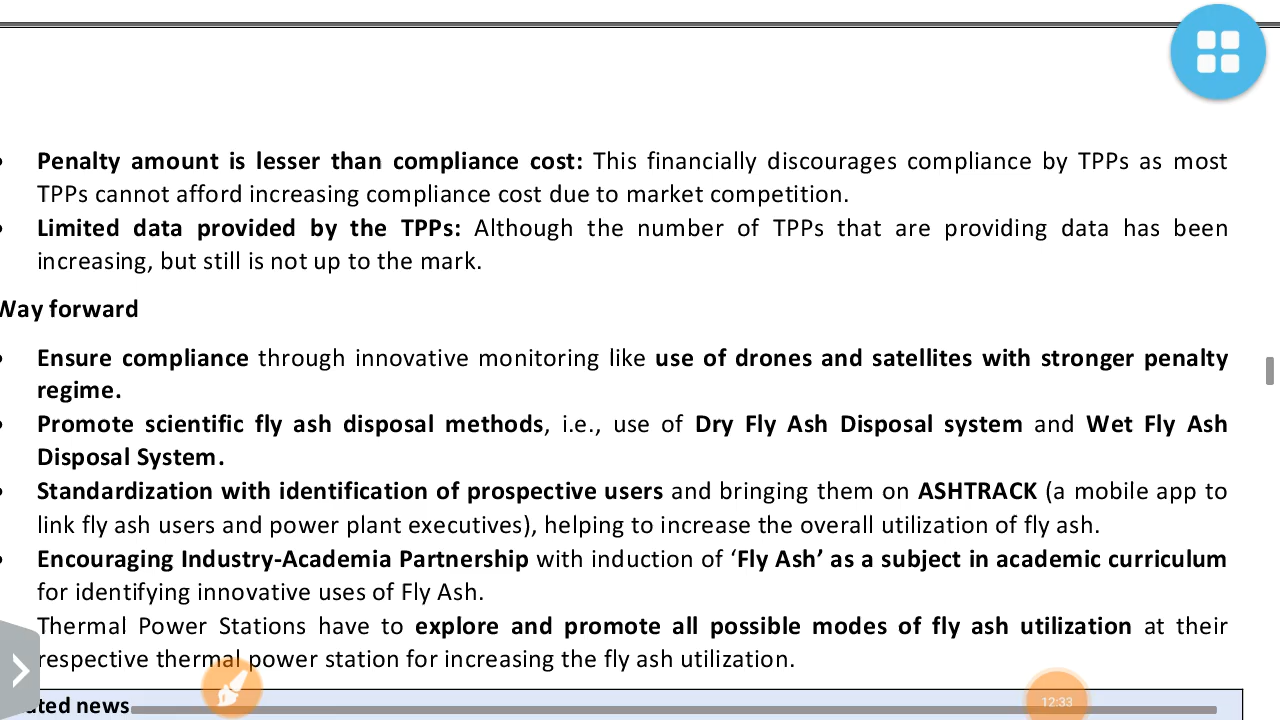 Penalty amount is lesser than compliance cost: This financially discourages compliance by TPPs as most
TPPs cannot afford increasing compliance cost due to market competition.
Limited data provided by the TPPs: Although the number of TPPs that are providing data has been
increasing, but still is not up to the mark.
Way forward
Ensure compliance through innovative monitoring like use of drones and satellites with stronger penalty
regime.
Promote scientific fly ash disposal methods, i.e., use of Dry Fly Ash Disposal system and Wet Fly Ash
Disposal System.
Standardization with identification of prospective users and bringing them on ASHTRACK (a mobile app to
link fly ash users and power plant executives), helping to increase the overall utilization of fly ash.
Encouraging Industry-Academia Partnership with induction of ‘Fly Ash’ as a subject in academic curriculum
for identifying innovative uses of Fly Ash.
Thermal Power Stations have to explore and promote all possible modes of fly ash utilization at their
respective thermal power station for increasing the fly ash utilization.
ated news
12:33